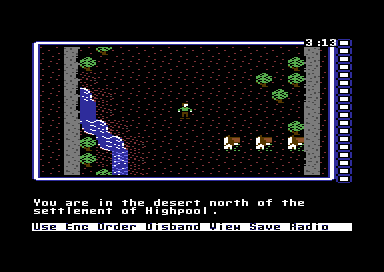 3:13
You are in the desert north of the
settlement of Highpool.
Use Enc Order Disband View Save Radio